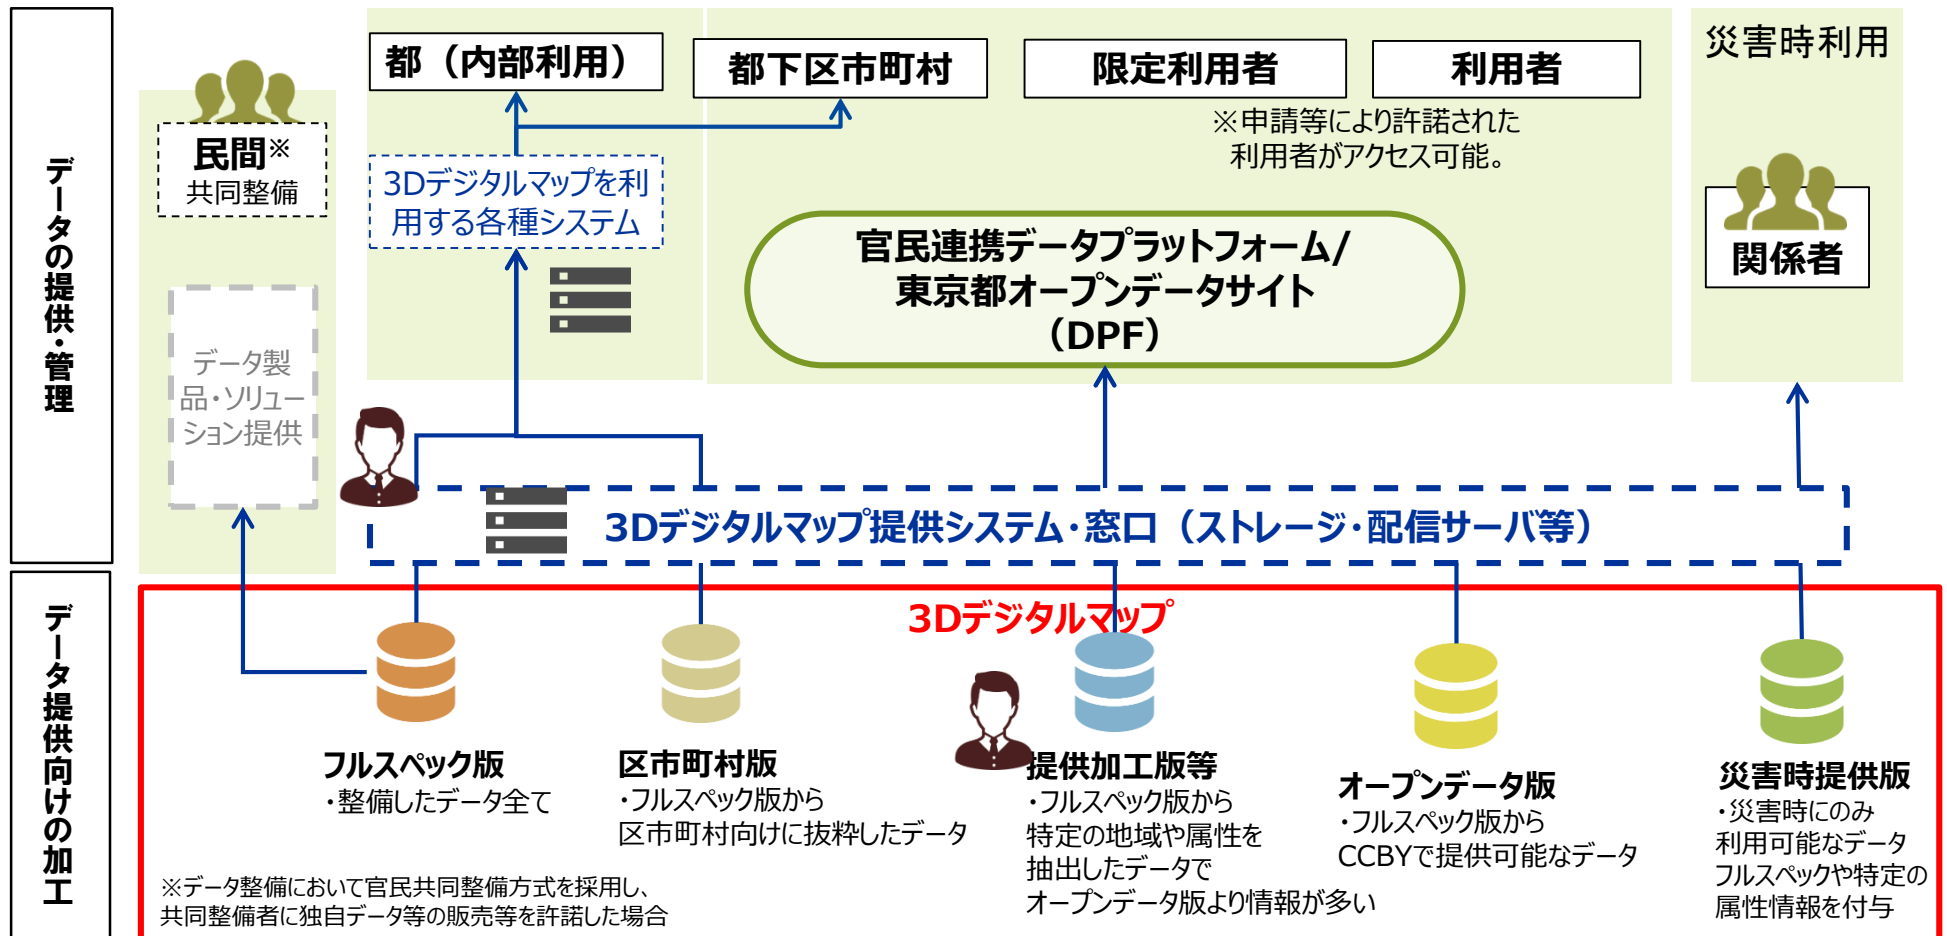 データの提供・管理
民間※
共同整備
データ製
品・ソリュー
ション提供
都（内部利用）
都下区市町村
限定利用者
利用者
※申請等により許諾された
利用者がアクセス可能。
災害時利用
関係者
3Dデジタルマップを利
用する各種システム
官民連携データプラットフォーム/
東京都オープンデータサイト
（DPF）
3Dデジタルマップ提供システム・窓口（ストレージ・配信サーバ等）
データ提供向けの加工
3Dデジタルマップ
フルスペック版
・整備したデータ全て
区市町村版
・フルスペック版から
区市町村向けに抜粋したデータ
提供加工版等
・フルスペック版から
特定の地域や属性を
抽出したデータで
オープンデータ版より情報が多い
オープンデータ版
・フルスペック版から
CCBYで提供可能なデータ
災害時提供版
・災害時にのみ
利用可能なデータ
フルスペックや特定の
属性情報を付与
※データ整備において官民共同整備方式を採用し、
共同整備者に独自データ等の販売等を許諾した場合